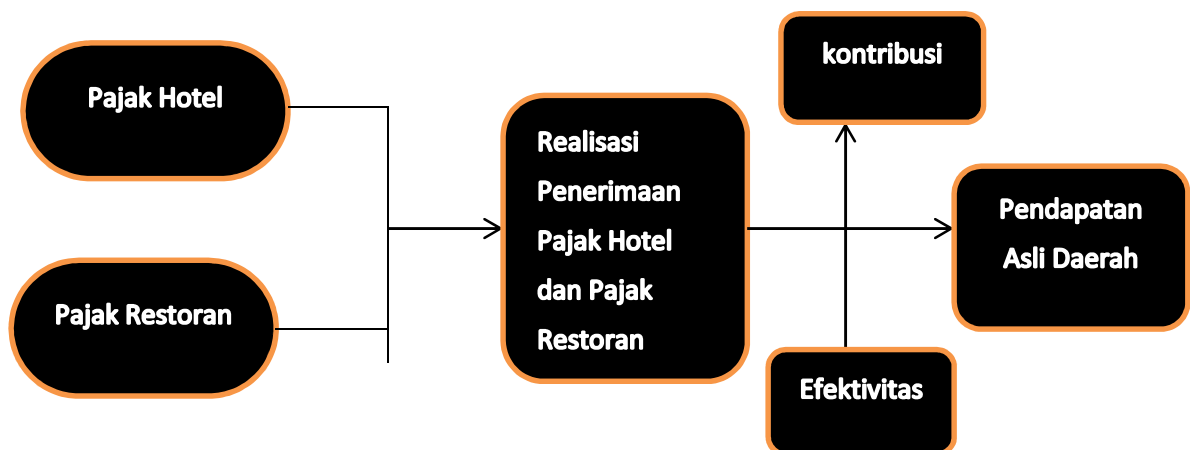 Pajak Hotel
Pajak Restoran
Realisasi
Penerimaan
Pajak Hotel
dan Pajak
Restoran
kontribusi
Efektivitas
Pendapatan
Asli Daerah